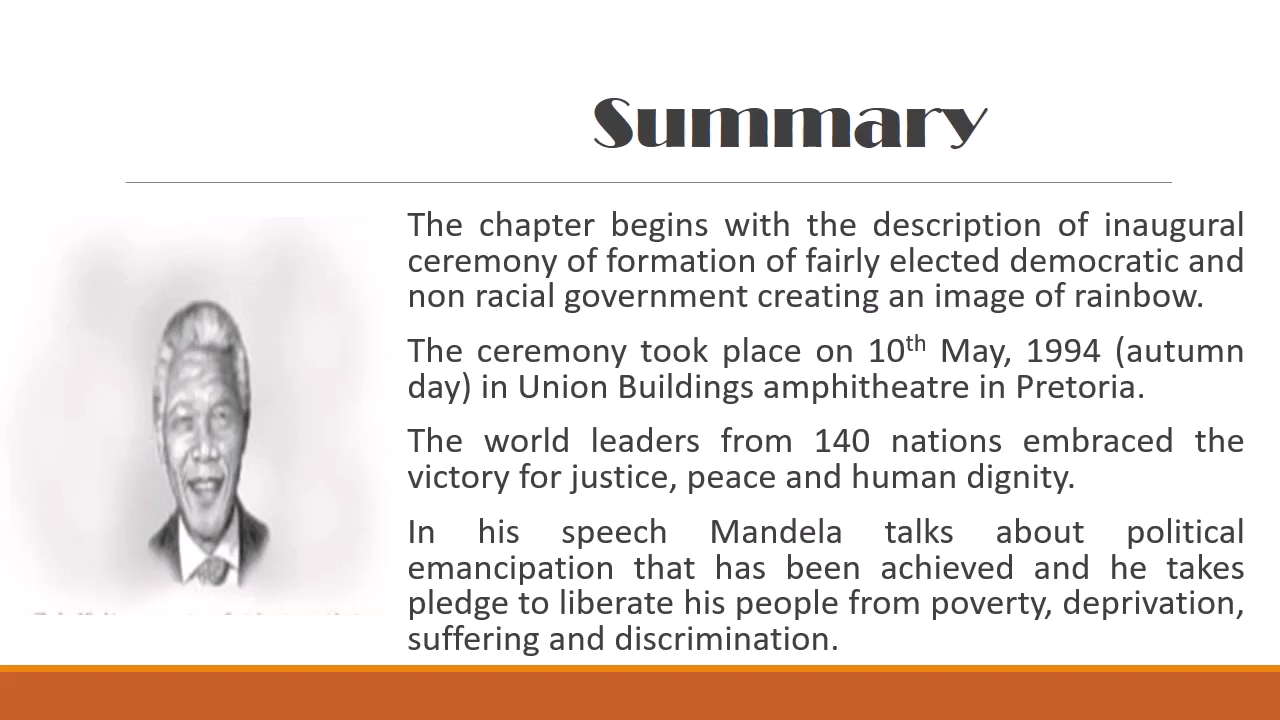 Summary
The chapter begins with the description of inaugural
ceremony of formation of fairly elected democratic and
non racial government creating an image of rainbow.
The ceremony took place on 10th May, 1994 (autumn
day) in Union Buildings amphitheatre in Pretoria.
The world leaders from 140 nations embraced the
victory for justice, peace and human dignity.
In his speech Mandela talks about political
emancipation that has been achieved and he takes
pledge to liberate his people from poverty, deprivation,
suffering and discrimination.